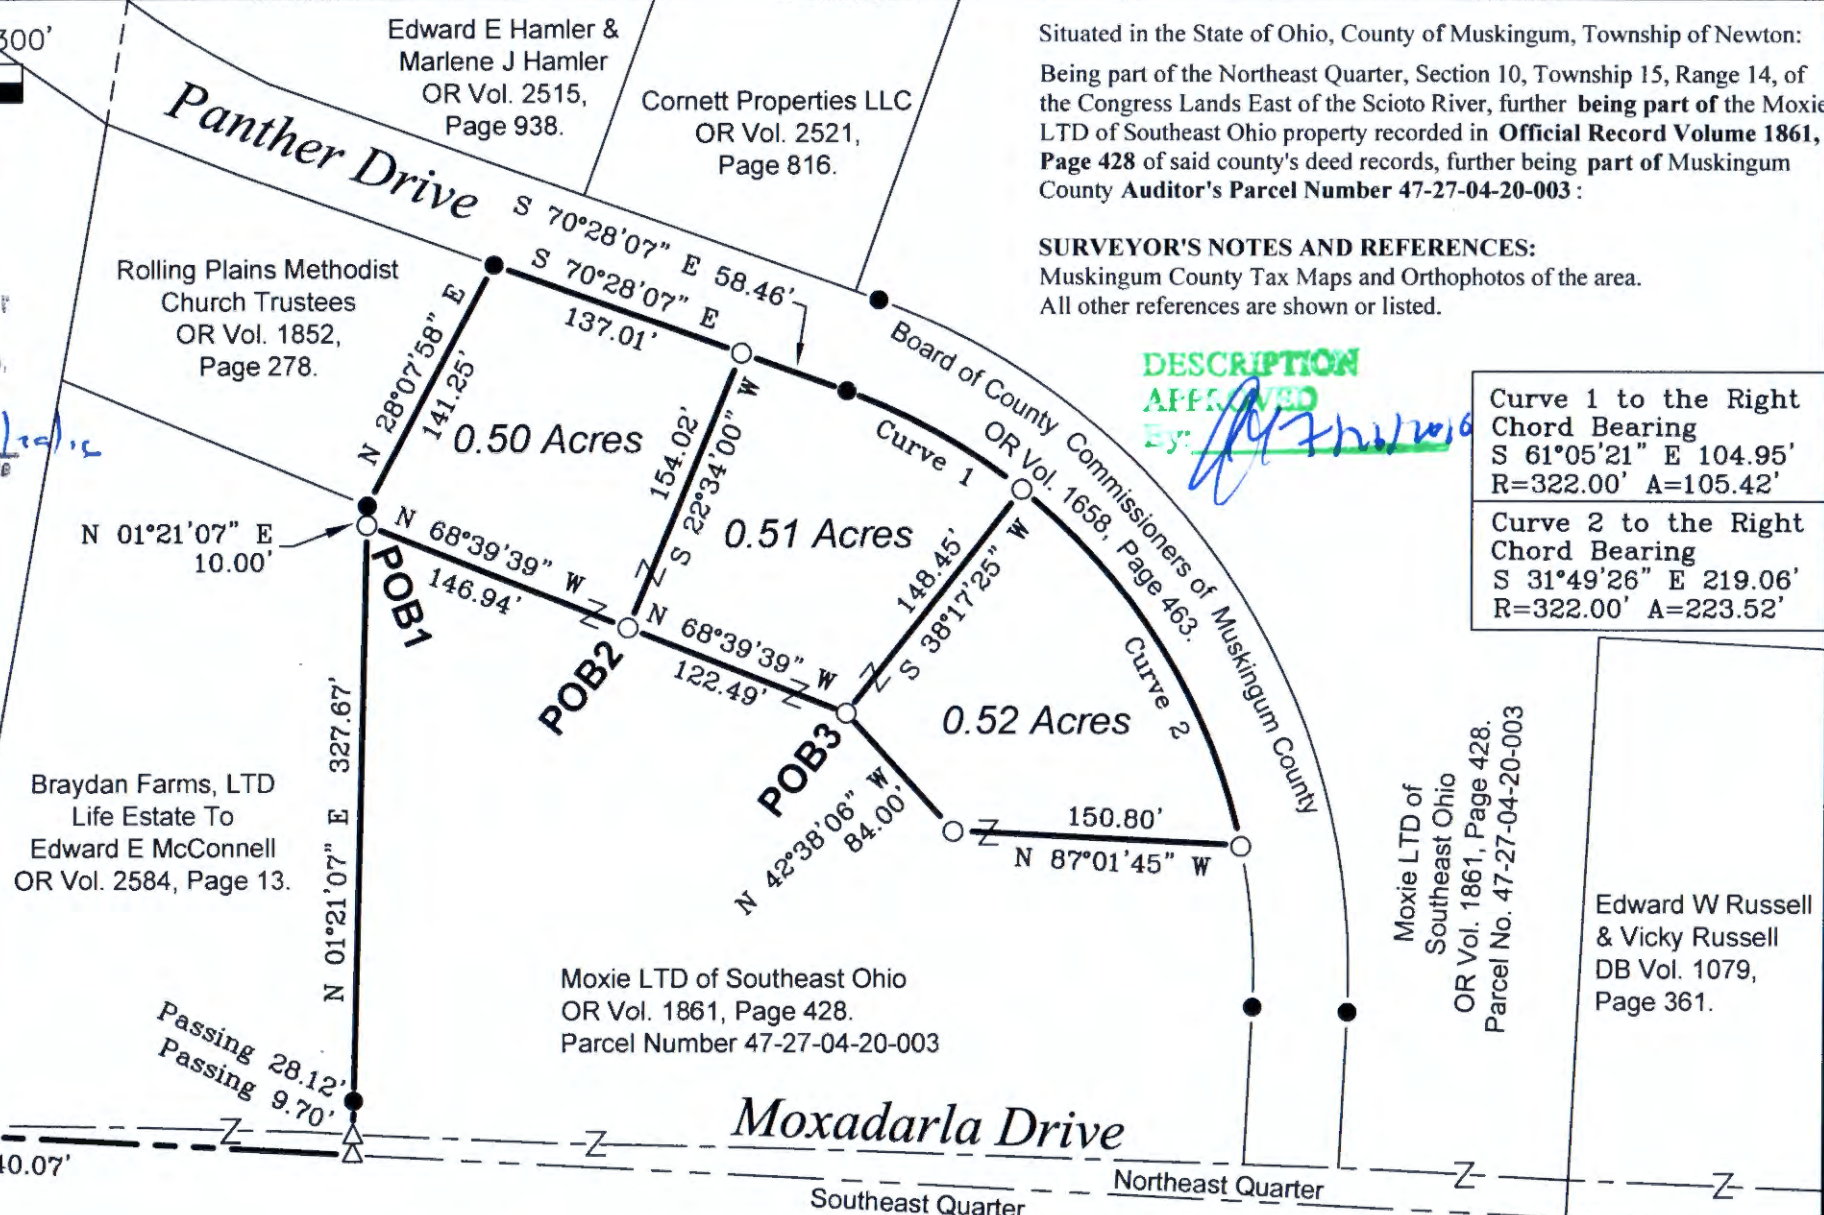 300'
Edward E Hamler &
Marlene J Hamler
OR Vol. 2515,
Page 938.
Cornett Properties LLC
OR Vol. 2521,
Page 816.
Situated in the State of Ohio, County of Muskingum, Township of Newton:
Being part of the Northeast Quarter, Section 10, Township 15, Range 14, of
the Congress Lands East of the Scioto River, further being part of the Moxie
LTD of Southeast Ohio property recorded in Official Record Volume 1861,
Page 428 of said county's deed records, further being part of Muskingum
County Auditor's Parcel Number 47-27-04-20-003 :
SURVEYOR'S NOTES AND REFERENCES:
Muskingum County Tax Maps and Orthophotos of the area.
All other references are shown or listed.
Panther Drive
S 70°28'07" E 58.46'
S 70°28'07" E
137.01'
Rolling Plains Methodist
Church Trustees
OR Vol. 1852,
Page 278.
N 28°07'58" E
141.25'
0.50 Acres
154.02'
S 22°34'00" W
Board of County Commissioners of Muskingum County
OR Vol. 1658, Page 463.
Curve 1
DESCRIPTION
APPROVED
By:
Curve 1 to the Right
Chord Bearing
S 61°05'21" E 104.95'
R=322.00' A=105.42'
Curve 2 to the Right
Chord Bearing
S 31°49'26" E 219.06'
R=322.00' A=223.52'
N 01°21'07" E
10.00'
POB1
N 68°39'39" W
146.94'
0.51 Acres
148.45'
S 38°17'25" W
POB2
N 68°39'39" W
122.49'
POB3
0.52 Acres
Curve 2
N 42°38'06" W
84.00'
150.80'
N 87°01'45" W
N 01°21'07" E 327.67'
Braydan Farms, LTD
Life Estate To
Edward E McConnell
OR Vol. 2584, Page 13.
Moxie LTD of
Southeast Ohio
OR Vol. 1861, Page 428.
Parcel No. 47-27-04-20-003
Edward W Russell
& Vicky Russell
DB Vol. 1079,
Page 361.
Moxie LTD of Southeast Ohio
OR Vol. 1861, Page 428.
Parcel Number 47-27-04-20-003
Passing 28.12'
Passing 9.70'
Moxadarla Drive
40.07'
Northeast Quarter
Southeast Quarter